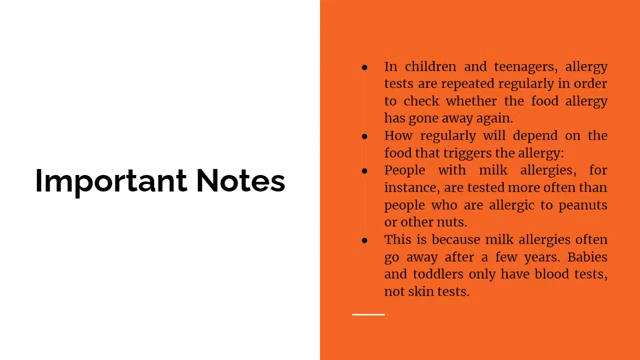 Important Notes
● In children and teenagers, allergy
tests are repeated regularly in order
to check whether the food allergy
has gone away again.
● How regularly will depend on the
food that triggers the allergy:
● People with milk allergies, for
instance, are tested more often than
people who are allergic to peanuts
or other nuts.
● This is because milk allergies often
go away after a few years. Babies
and toddlers only have blood tests,
not skin tests.